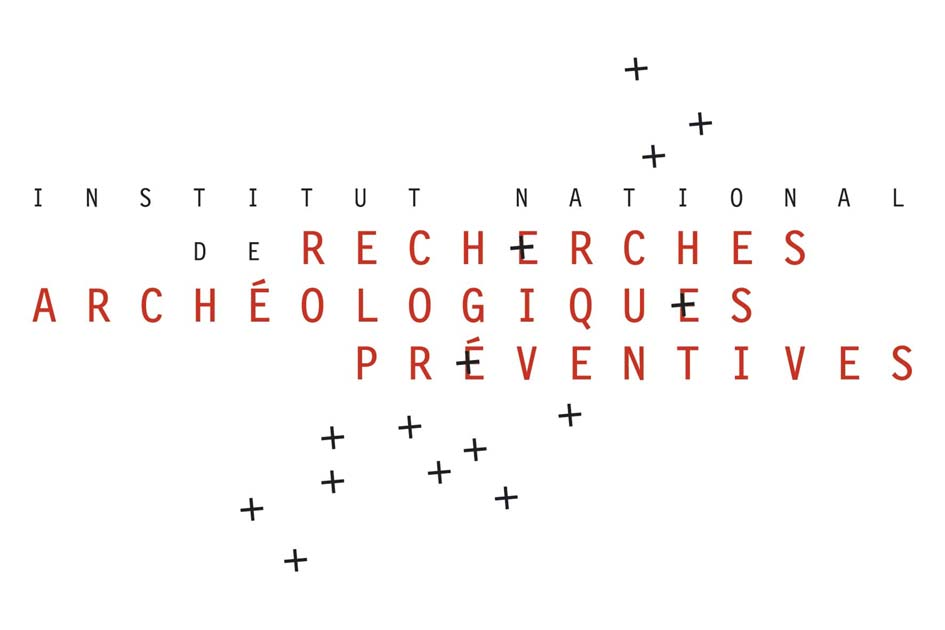 INSTITUT NATIONAL
DE RECHERCHES
ARCHÉOLOGIQUES
PRÉVENTIVES